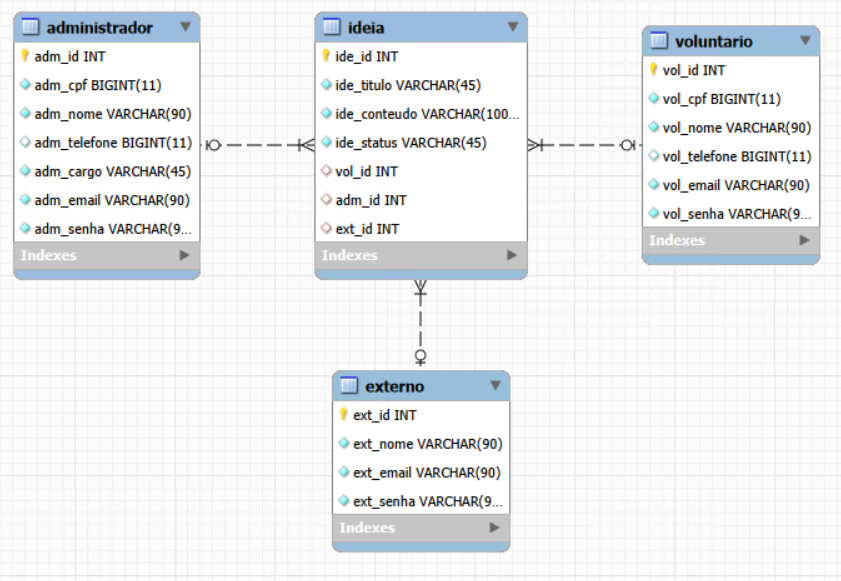 administrador
adm_id INT
adm_cpf BIGINT(11)
adm_nome VARCHAR(90)
adm_telefone BIGINT(11)
adm_cargo VARCHAR(45)
adm_email VARCHAR(90)
adm_senha VARCHAR(9...
Indexes
ideia
ide_id INT
ide_titulo VARCHAR(45)
ide_conteudo VARCHAR(100...
ide_status VARCHAR(45)
vol_id INT
adm_id INT
ext_id INT
Indexes
voluntario
vol_id INT
vol_cpf BIGINT(11)
vol_nome VARCHAR(90)
vol_telefone BIGINT(11)
vol_email VARCHAR(90)
vol_senha VARCHAR(9...
Indexes
externo
ext_id INT
ext_nome VARCHAR(90)
ext_email VARCHAR(90)
ext_senha VARCHAR(9...
Indexes